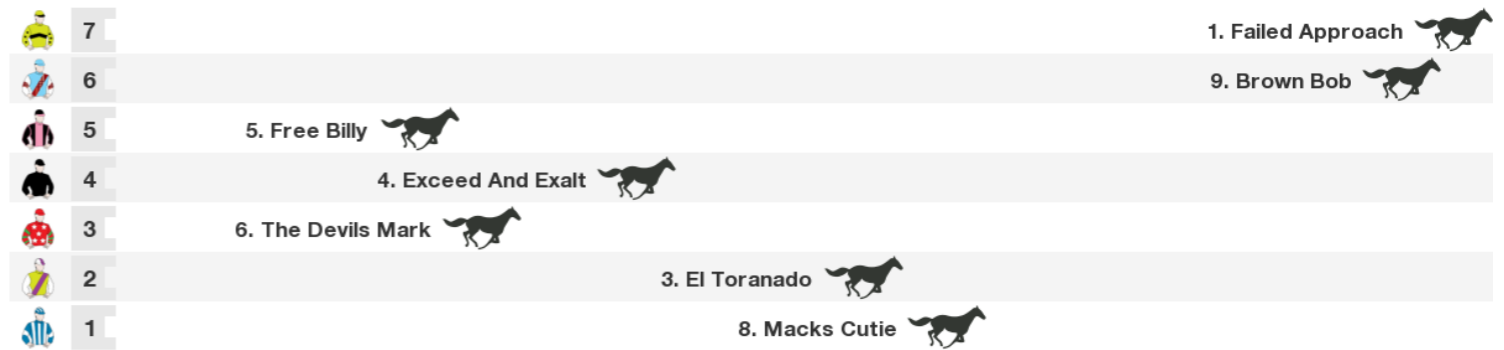 7 1. Failed Approach
6 9. Brown Bob
5 5. Free Billy
4 4. Exceed And Exalt
3 6. The Devils Mark
2 3. El Toranado
1 8. Macks Cutie